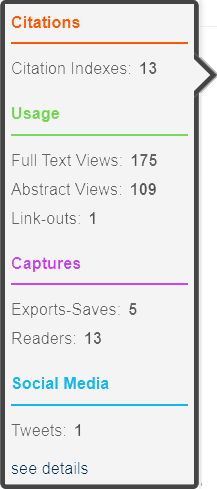 Citations
Citation Indexes: 13
Usage
Full Text Views: 175
Abstract Views: 109
Link-outs: 1
Captures
Exports-Saves: 5
Readers: 13
Social Media
Tweets: 1
see details